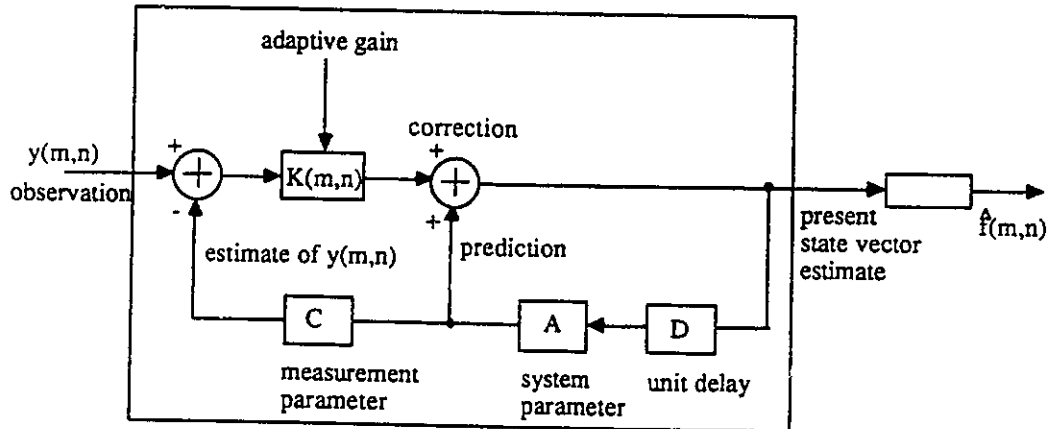 adaptive gain
correction
+
+
y(m,n)
observation
+
K(m,n)
+
-
+
estimate of y(m,n)
prediction
present
state vector
estimate
f̂(m,n)
C
A
D
measurement
parameter
system
parameter
unit delay